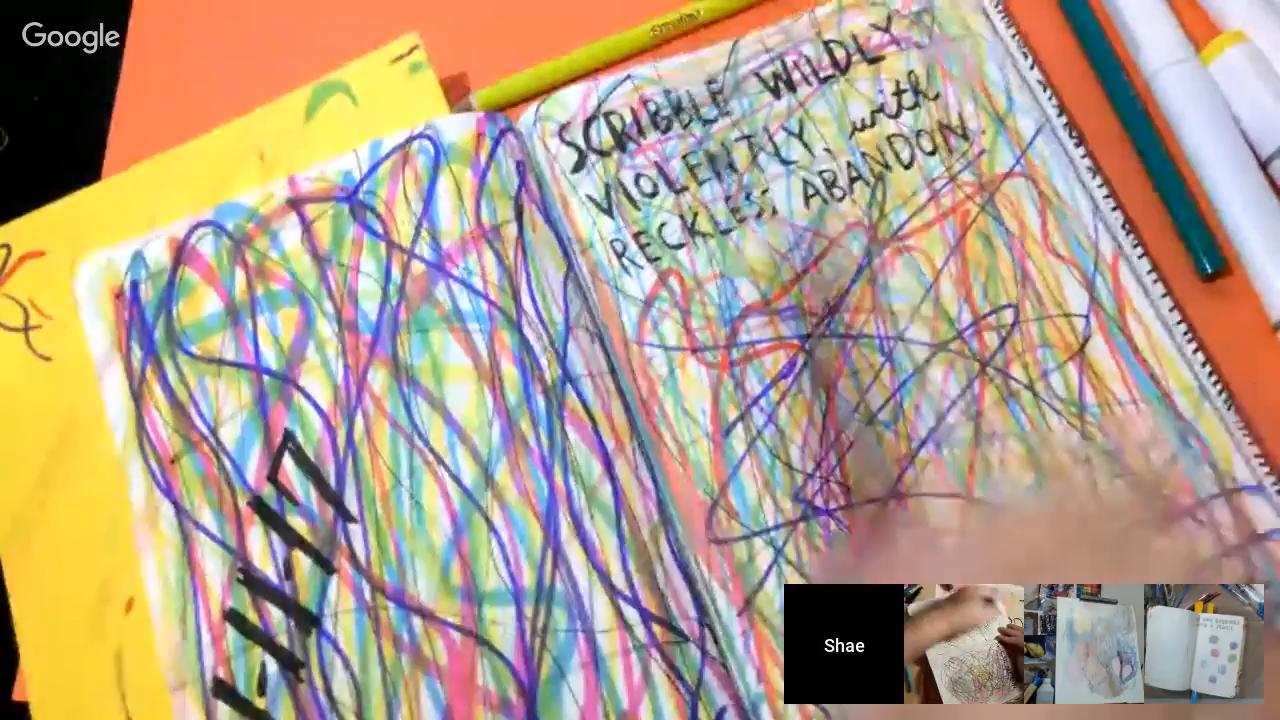 Google
SCRIBBLE WILDLY,
VIOLENTLY, with
RECKLESS ABANDON.
Shae